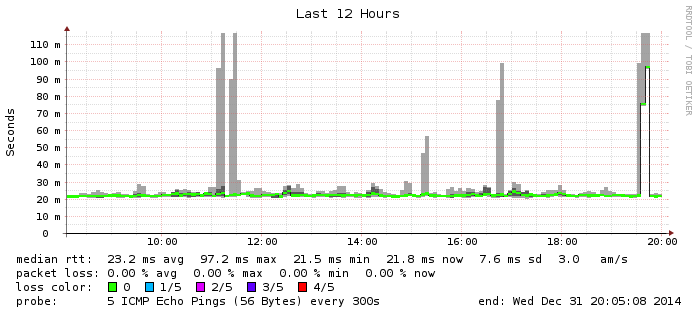 Last 12 Hours
RRDTOOL / TOBI OETIKER
Seconds
110 m
100 m
90 m
80 m
70 m
60 m
50 m
40 m
30 m
20 m
10 m
0
10:00 12:00 14:00 16:00 18:00 20:00
median rtt: 23.2 ms avg 97.2 ms max 21.5 ms min 21.8 ms now 7.6 ms sd 3.0 am/s
packet loss: 0.00 % avg 0.00 % max 0.00 % min 0.00 % now
loss color: 0 1/5 2/5 3/5 4/5
probe: 5 ICMP Echo Pings (56 Bytes) every 300s end: Wed Dec 31 20:05:08 2014